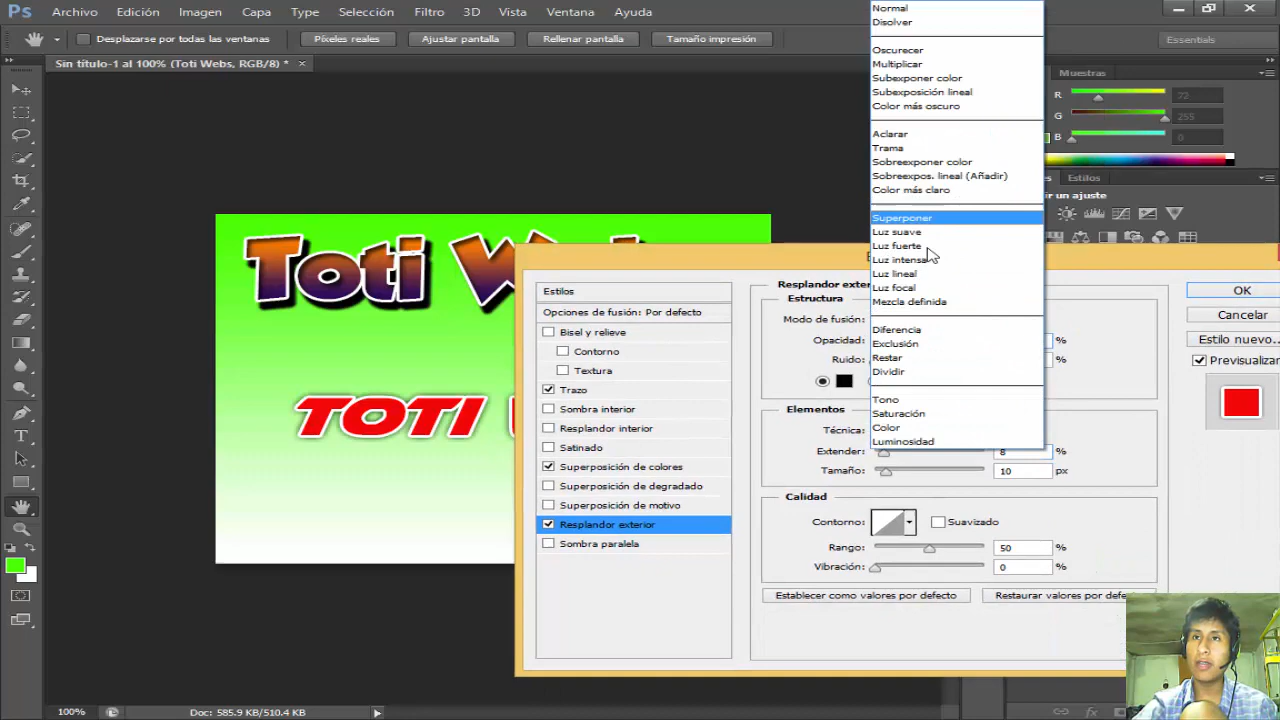 Ps Archivo Edición Imagen Capa Type Selección Filtro 3D Vista Ventana Ayuda
Desplazarse por todas las ventanas Píxeles reales Ajustar pantalla Rellenar pantalla Tamaño impresión Essentials
Sin título-1 al 100% (Toti Webs, RGB/8) * ×
Muestras
R 72
G 255
B 0
Estilos
un ajuste
Normal
Disolver
Oscurecer
Multiplicar
Subexponer color
Subexposición lineal
Color más oscuro
Aclarar
Trama
Sobreexponer color
Sobreexpos. lineal (Añadir)
Color más claro
Superponer
Luz suave
Luz fuerte
Luz intensa
Luz lineal
Luz focal
Mezcla definida
Diferencia
Exclusión
Restar
Dividir
Tono
Saturación
Color
Luminosidad
Toti
TOTI
Estilos
Opciones de fusión: Por defecto
Bisel y relieve
Contorno
Textura
Trazo
Sombra interior
Resplandor interior
Satinado
Superposición de colores
Superposición de degradado
Superposición de motivo
Resplandor exterior
Sombra paralela
Resplandor
Estructura
Modo de fusión:
Opacidad: %
Ruido: %
Elementos
Técnica:
Extender: 8 %
Tamaño: 10 px
Calidad
Contorno: Suavizado
Rango: 50 %
Vibración: 0 %
Establecer como valores por defecto Restaurar valores por
OK
Cancelar
Estilo nuevo...
Previsualizar
100% Doc: 585.9 KB/510.4 KB
fx